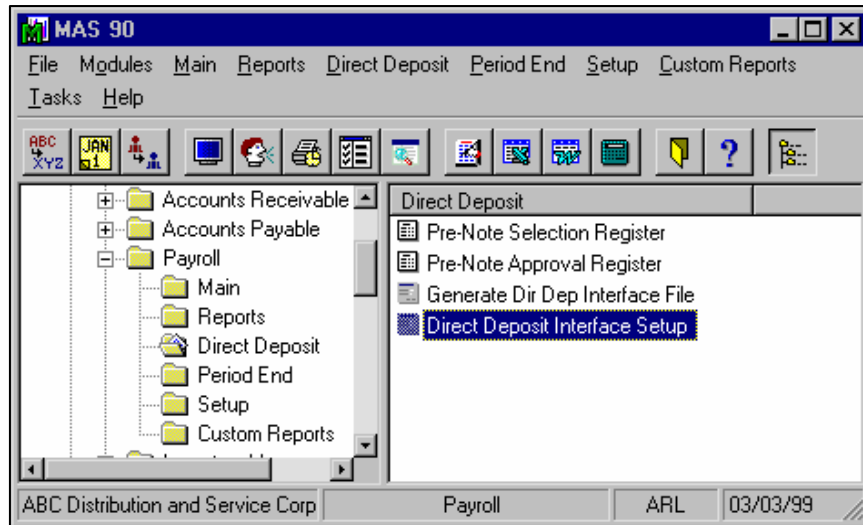 MAS 90
File Modules Main Reports Direct Deposit Period End Setup Custom Reports
Tasks Help
ABC XYZ
JAN 1
?
Accounts Receivable
Accounts Payable
Payroll
Main
Reports
Direct Deposit
Period End
Setup
Custom Reports
Direct Deposit
Pre-Note Selection Register
Pre-Note Approval Register
Generate Dir Dep Interface File
Direct Deposit Interface Setup
ABC Distribution and Service Corp Payroll ARL 03/03/99